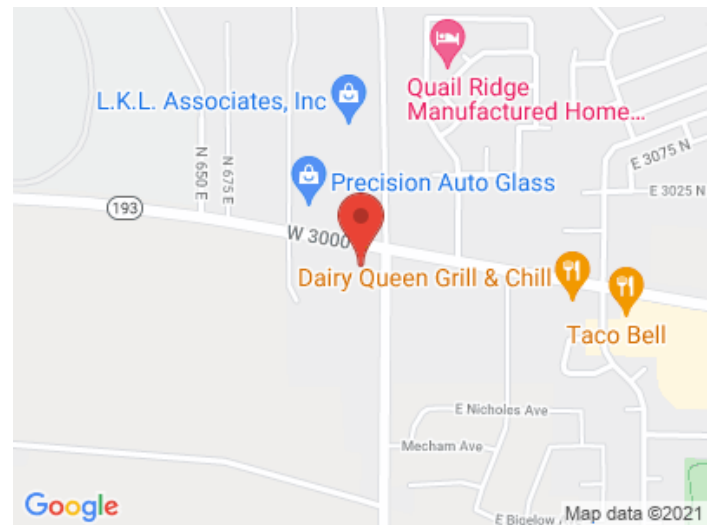 Quail Ridge
Manufactured Home...
L.K.L. Associates, Inc
E 3075 N
N 650 E
N 675 E
Precision Auto Glass
E 3025 N
193
W 3000
Dairy Queen Grill & Chill
Taco Bell
E Nicholes Ave
Mecham Ave
E Bigelow Ave
Google
Map data ©2021